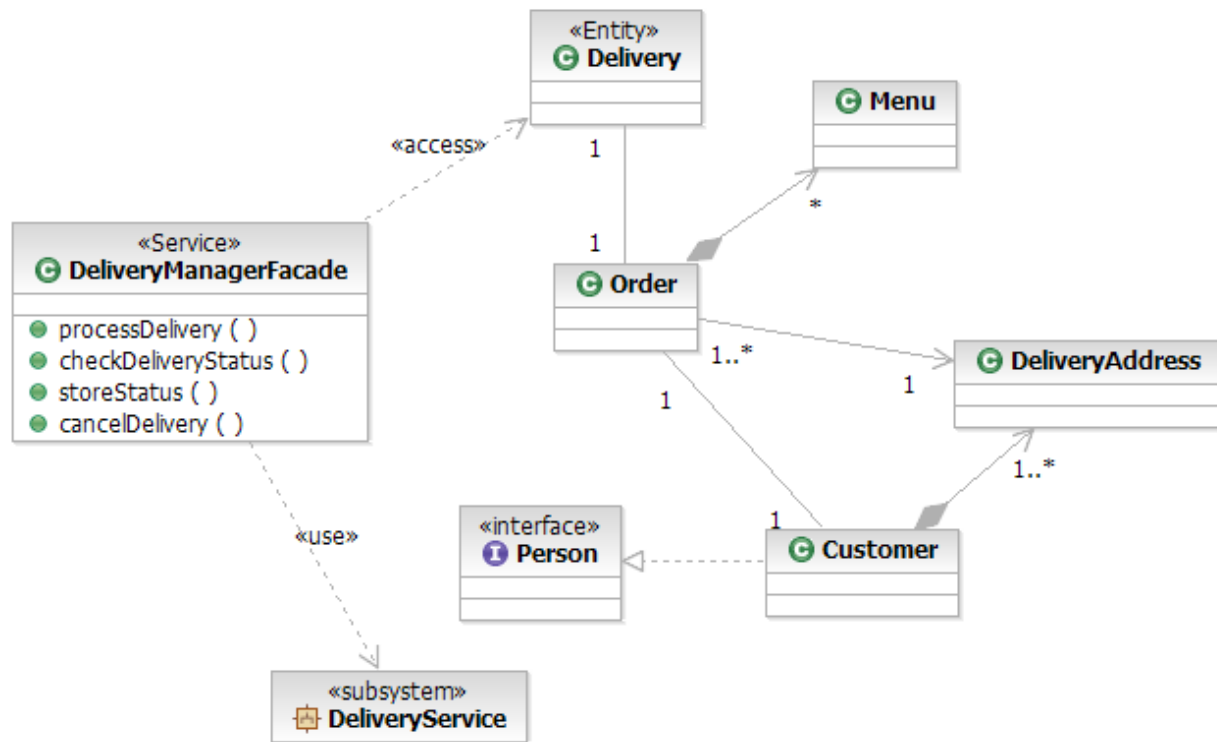 «Entity»
C Delivery
C Menu
«access»
1
*
«Service»
C DeliveryManagerFacade
1
C Order
processDelivery ( )
checkDeliveryStatus ( )
storeStatus ( )
cancelDelivery ( )
1..*
C DeliveryAddress
1
1
1..*
«use»
«interface»
I Person
1
C Customer
«subsystem»
DeliveryService